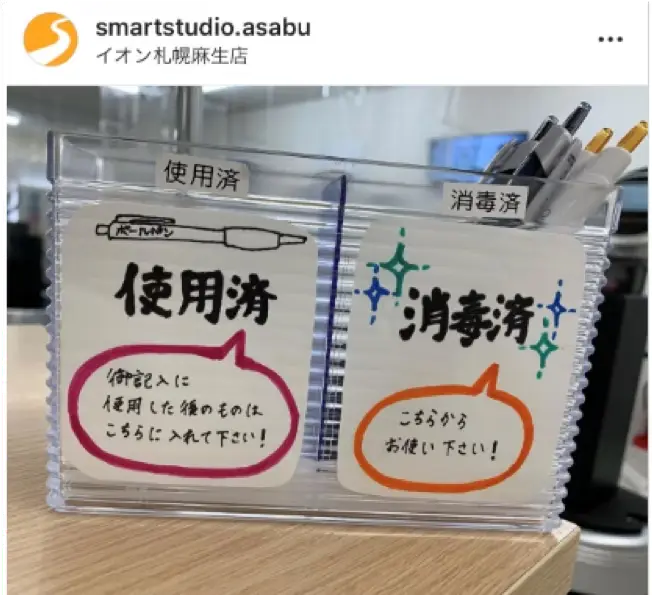 smartstudio.asabu
イオン札幌麻生店
使用済
ボールペン
使用済
御記入に
使用した後のものは
こちらに入れて下さい!
消毒済
消毒済
こちらから
お使い下さい!